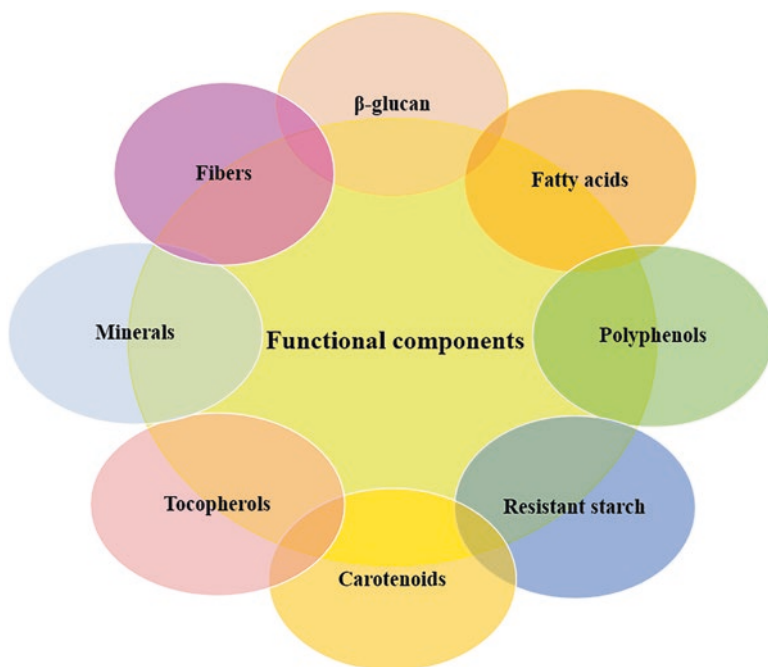 β-glucan
Fibers
Fatty acids
Minerals
Functional components
Polyphenols
Tocopherols
Resistant starch
Carotenoids